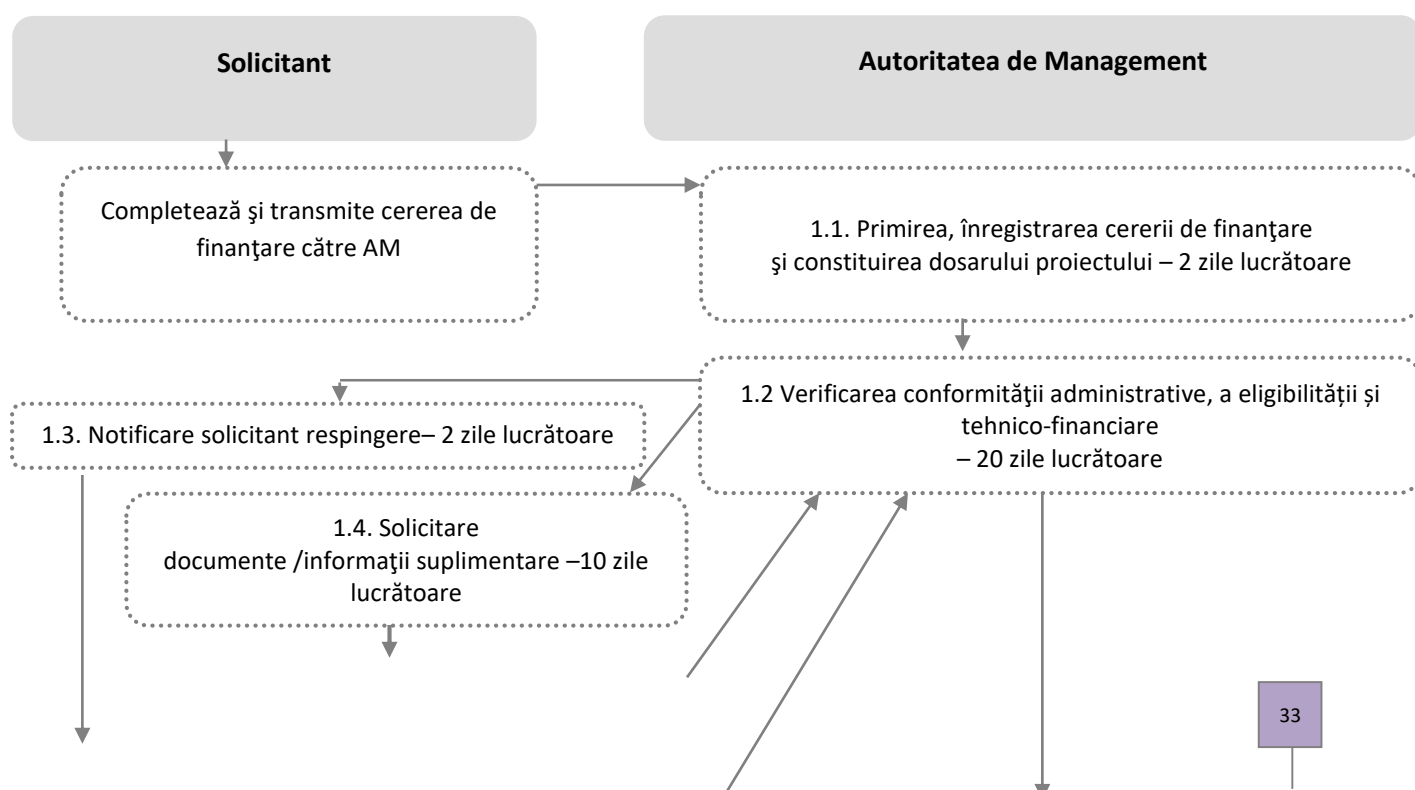 Solicitant
Autoritatea de Management
Completează şi transmite cererea de
finanţare către AM
1.1. Primirea, înregistrarea cererii de finanţare
şi constituirea dosarului proiectului – 2 zile lucrătoare
1.2 Verificarea conformităţii administrative, a eligibilității și
tehnico-financiare
– 20 zile lucrătoare
1.3. Notificare solicitant respingere– 2 zile lucrătoare
1.4. Solicitare
documente /informaţii suplimentare –10 zile
lucrătoare
33